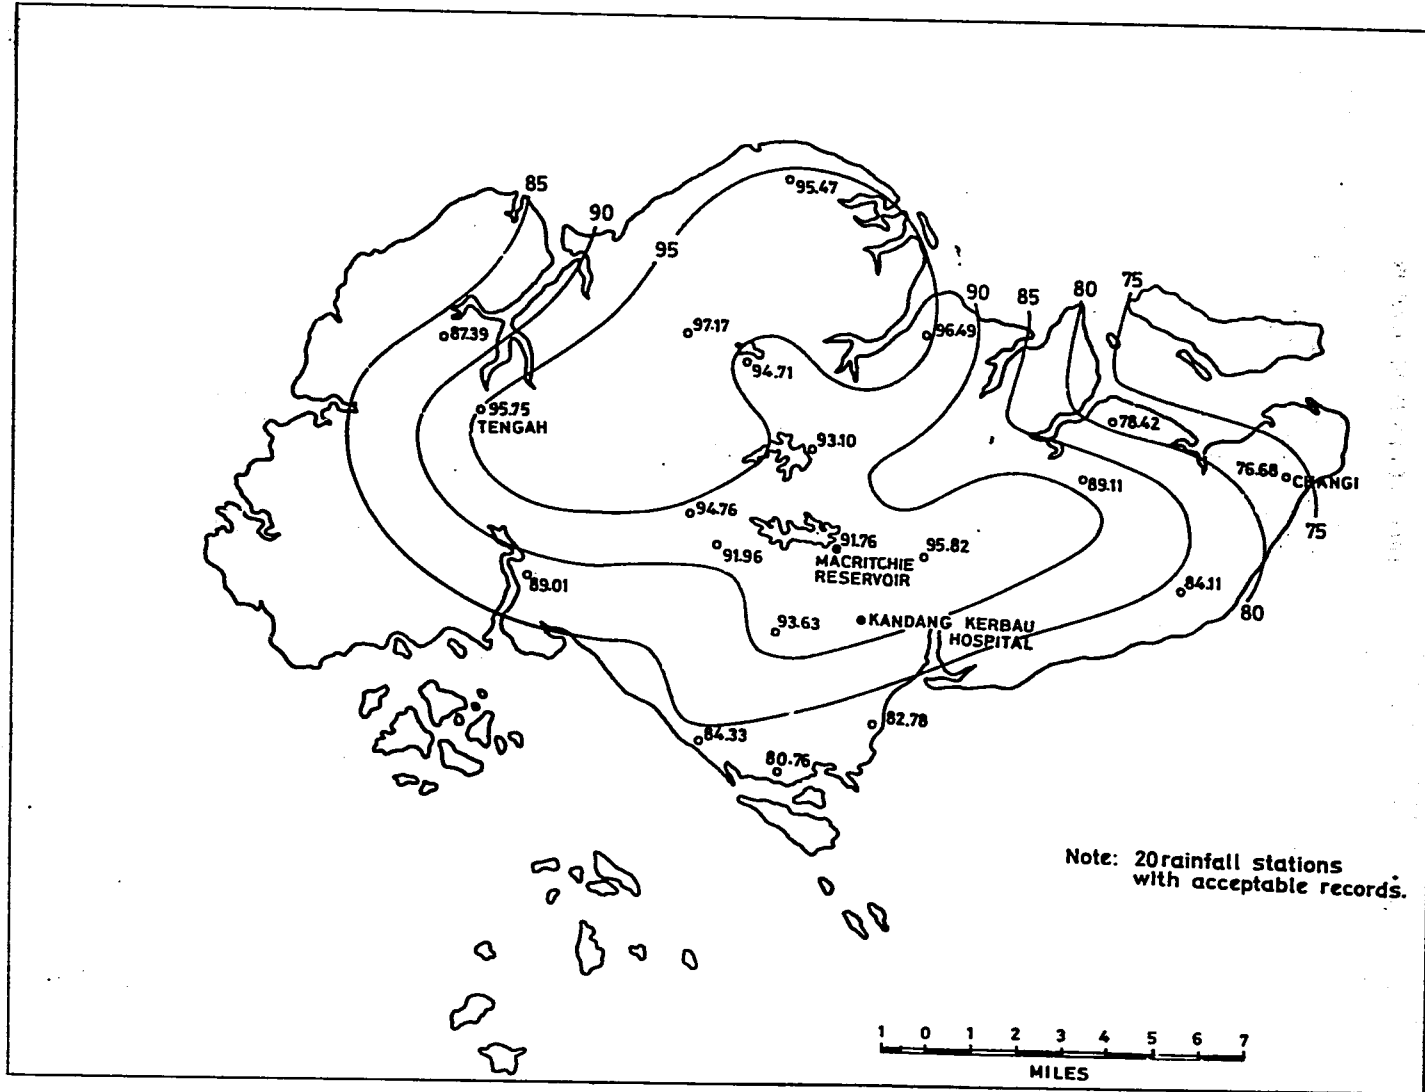 85
90
95
95.47
90
85
80
75
87.39
97.17
96.49
94.71
95.75
TENGAH
78.42
93.10
76.68
CHANGI
89.11
94.76
75
91.76
MACRITCHIE
RESERVOIR
95.82
91.96
89.01
84.11
80
93.63
KANDANG KERBAU
HOSPITAL
82.78
84.33
80.76
Note: 20 rainfall stations
with acceptable records.
1 0 1 2 3 4 5 6 7
MILES